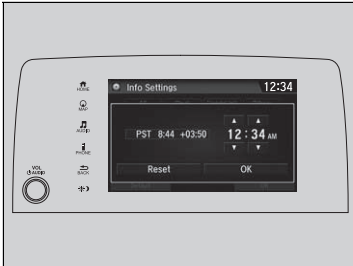 HOME
Info Settings 12:34
MAP
AUDIO
PST 8:44 +03:50 12:34 AM
PHONE
Reset OK
VOL
AUDIO
BACK